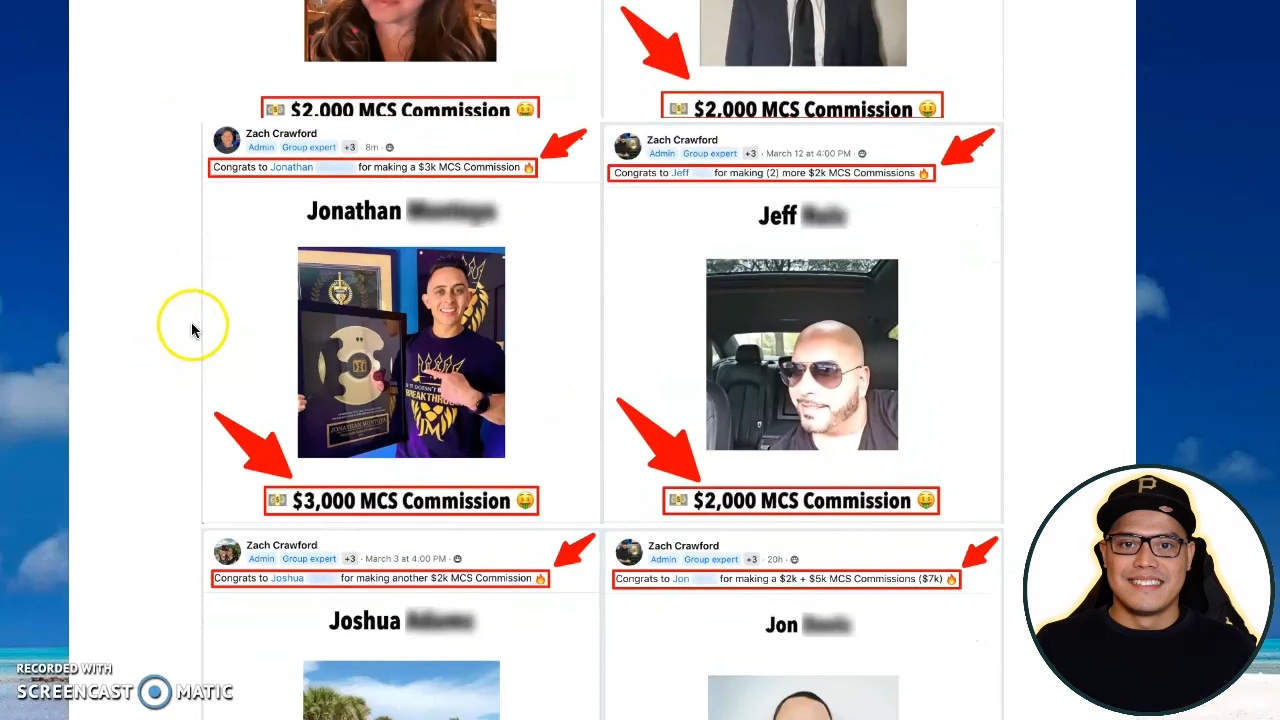 $2,000 MCS Commission
$2,000 MCS Commission
Zach Crawford
Admin Group expert +3 · 8m ·
Congrats to Jonathan for making a $3k MCS Commission 🔥
Jonathan
BREAKTHROUGH
JM
JONATHAN MONTOYA
$3,000 MCS Commission 🤑
Zach Crawford
Admin Group expert +3 · March 12 at 4:00 PM ·
Congrats to Jeff for making (2) more $2k MCS Commissions 🔥
Jeff
$2,000 MCS Commission 🤑
Zach Crawford
Admin Group expert +3 · March 3 at 4:00 PM ·
Congrats to Joshua for making another $2k MCS Commission 🔥
Joshua
Zach Crawford
Admin Group expert +3 · 20h ·
Congrats to Jon for making a $2k + $5k MCS Commissions ($7k) 🔥
Jon
P
RECORDED WITH
SCREENCAST MATIC